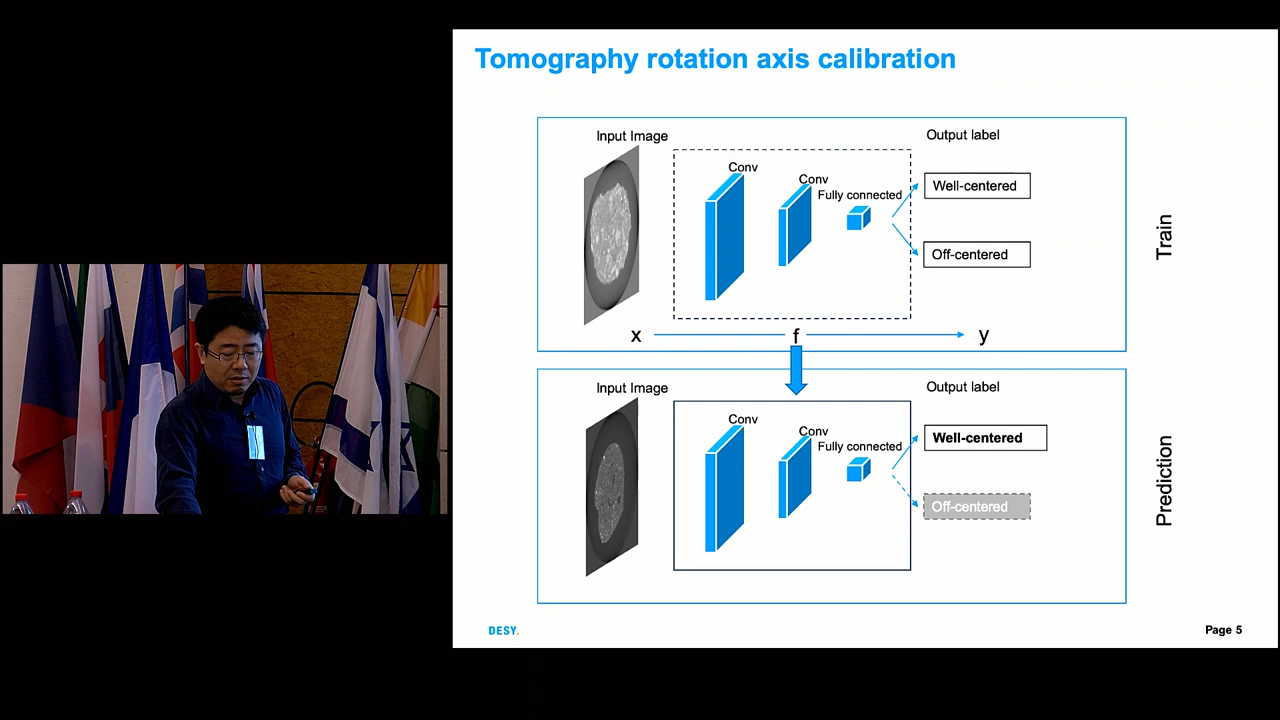 Tomography rotation axis calibration
Input Image
Output label
Conv
Conv
Fully connected
Well-centered
Off-centered
x
f
y
Train
Input Image
Output label
Conv
Conv
Fully connected
Well-centered
Off-centered
Prediction
DESY.
Page 5